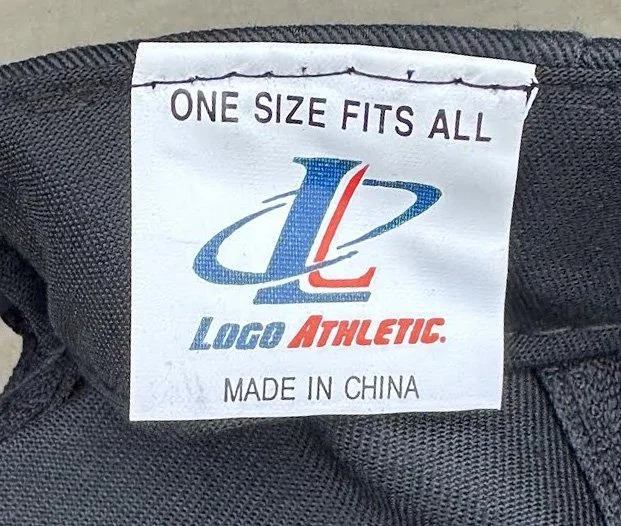 ONE SIZE FITS ALL
L
LOGO ATHLETIC.
MADE IN CHINA